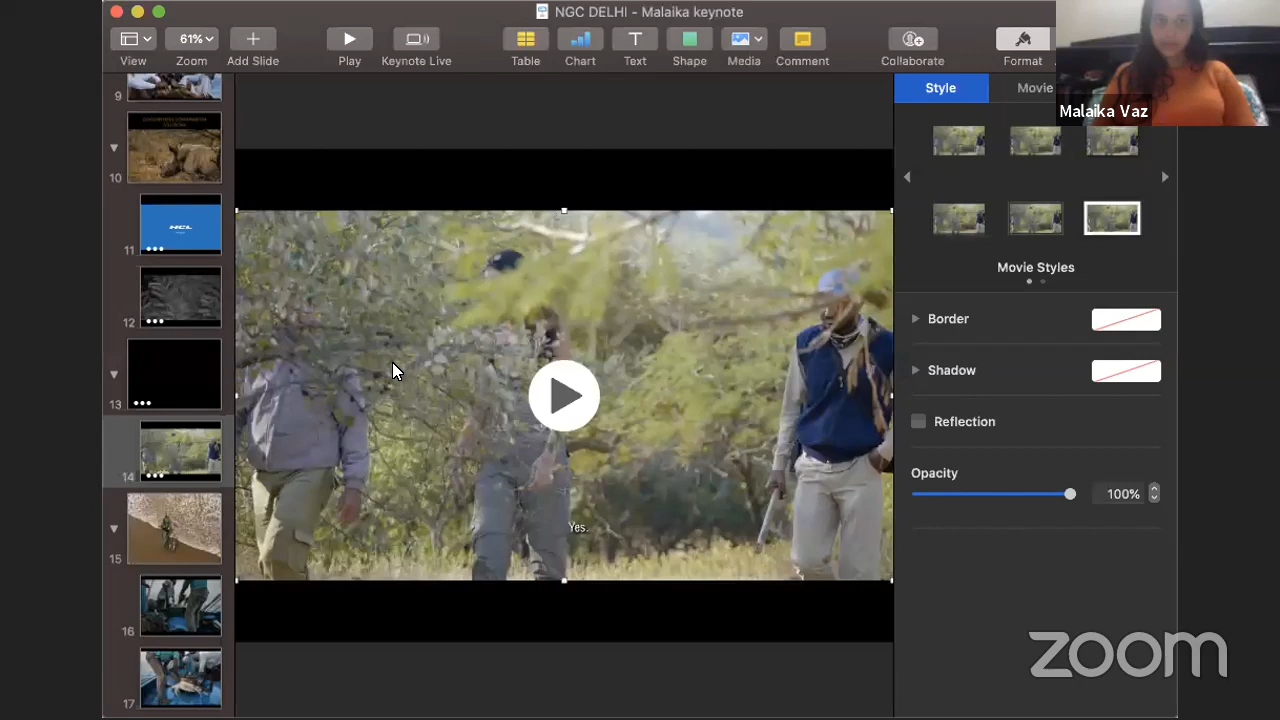 NGC DELHI - Malaika keynote
View
61%
Zoom
Add Slide
Play
Keynote Live
Table
Chart
Text
Shape
Media
Comment
Collaborate
Format
Style
Movie
Malaika Vaz
9
10
11
HCL
12
13
14
15
16
17
Yes.
Movie Styles
Border
Shadow
Reflection
Opacity
100%
zoom